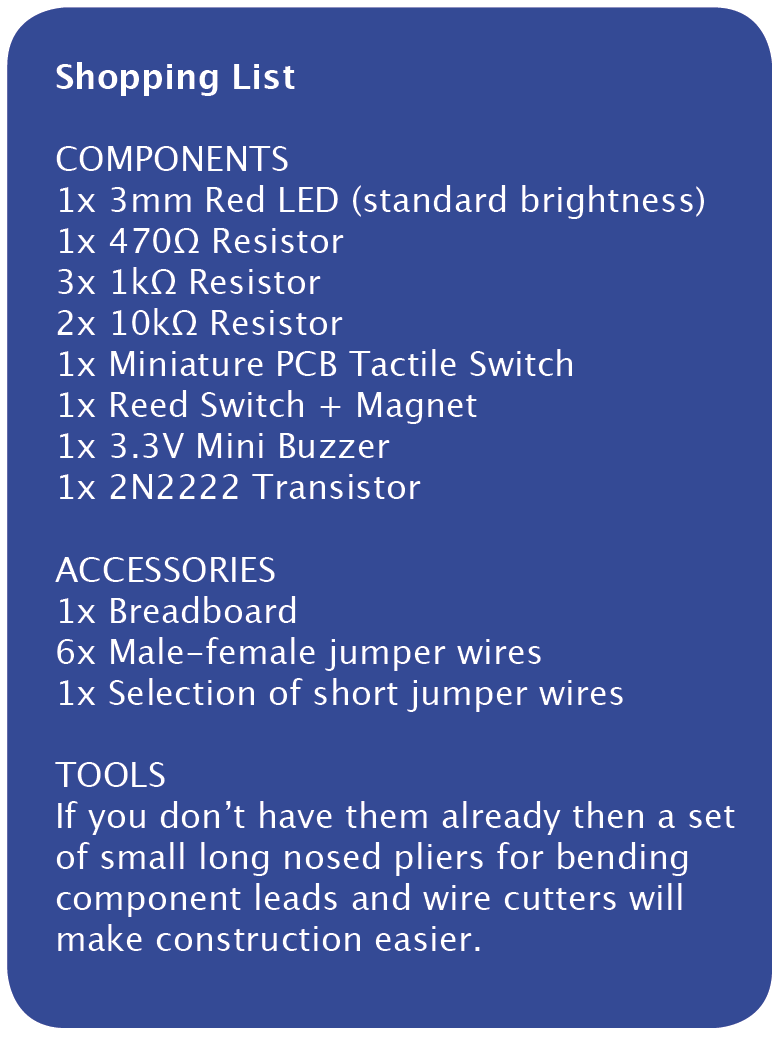 Shopping List
COMPONENTS
1x 3mm Red LED (standard brightness)
1x 470Ω Resistor
3x 1kΩ Resistor
2x 10kΩ Resistor
1x Miniature PCB Tactile Switch
1x Reed Switch + Magnet
1x 3.3V Mini Buzzer
1x 2N2222 Transistor
ACCESSORIES
1x Breadboard
6x Male-female jumper wires
1x Selection of short jumper wires
TOOLS
If you don’t have them already then a set
of small long nosed pliers for bending
component leads and wire cutters will
make construction easier.